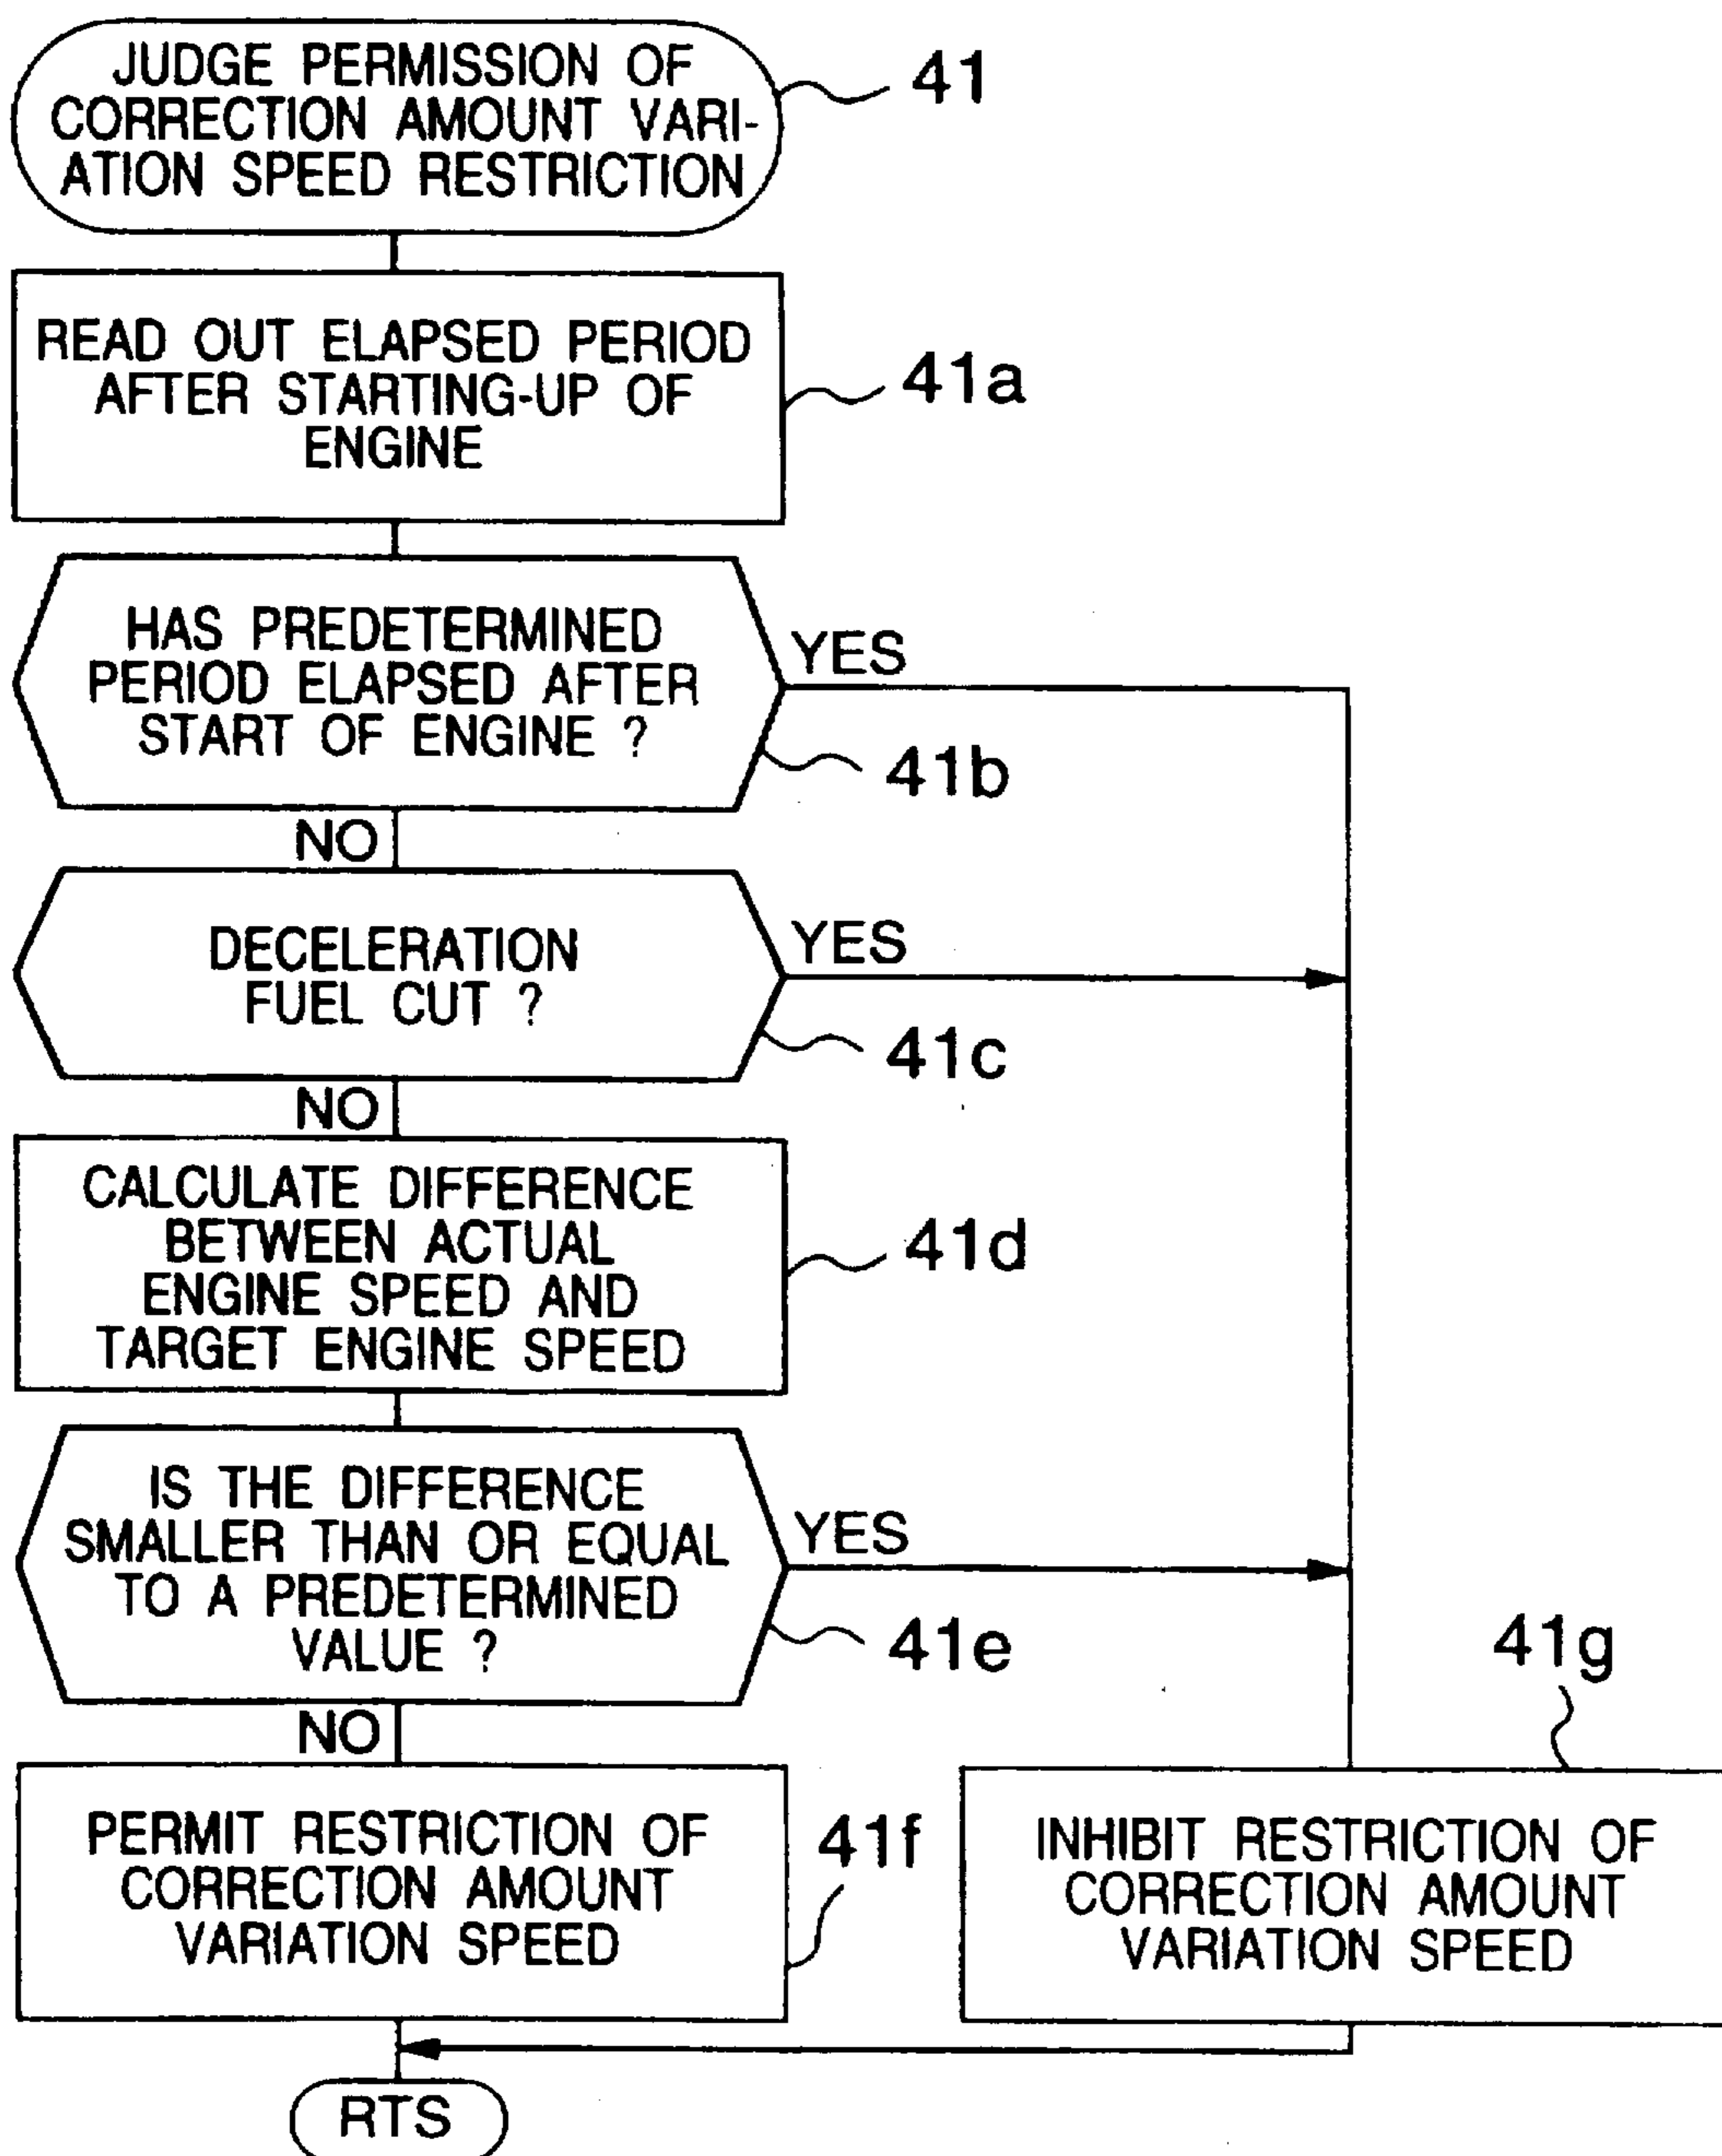 JUDGE PERMISSION OF
CORRECTION AMOUNT VARI-
ATION SPEED RESTRICTION
41
READ OUT ELAPSED PERIOD
AFTER STARTING-UP OF
ENGINE
41a
HAS PREDETERMINED
PERIOD ELAPSED AFTER
START OF ENGINE ?
YES
41b
NO
DECELERATION
FUEL CUT ?
YES
41c
NO
CALCULATE DIFFERENCE
BETWEEN ACTUAL
ENGINE SPEED AND
TARGET ENGINE SPEED
41d
IS THE DIFFERENCE
SMALLER THAN OR EQUAL
TO A PREDETERMINED
VALUE ?
YES
41e
NO
PERMIT RESTRICTION OF
CORRECTION AMOUNT
VARIATION SPEED
41f
41g
INHIBIT RESTRICTION OF
CORRECTION AMOUNT
VARIATION SPEED
RTS